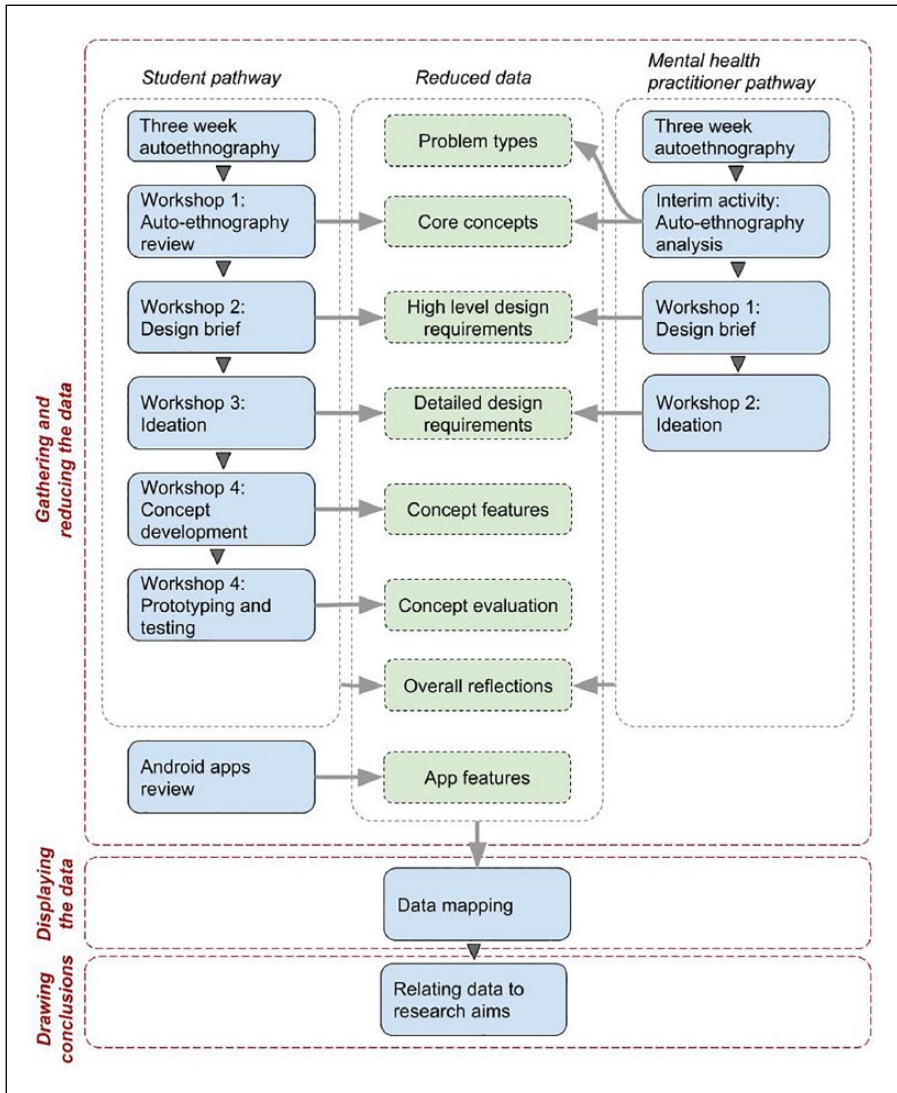 Student pathway
Reduced data
Mental health
practitioner pathway
Three week
autoethnography
Problem types
Three week
autoethnography
Workshop 1:
Auto-ethnography
review
Core concepts
Interim activity:
Auto-ethnography
analysis
Workshop 2:
Design brief
High level design
requirements
Workshop 1:
Design brief
Workshop 3:
Ideation
Detailed design
requirements
Workshop 2:
Ideation
Workshop 4:
Concept
development
Concept features
Workshop 4:
Prototyping and
testing
Concept evaluation
Overall reflections
Android apps
review
App features
Gathering and
reducing the data
Displaying
the data
Data mapping
Drawing
conclusions
Relating data to
research aims